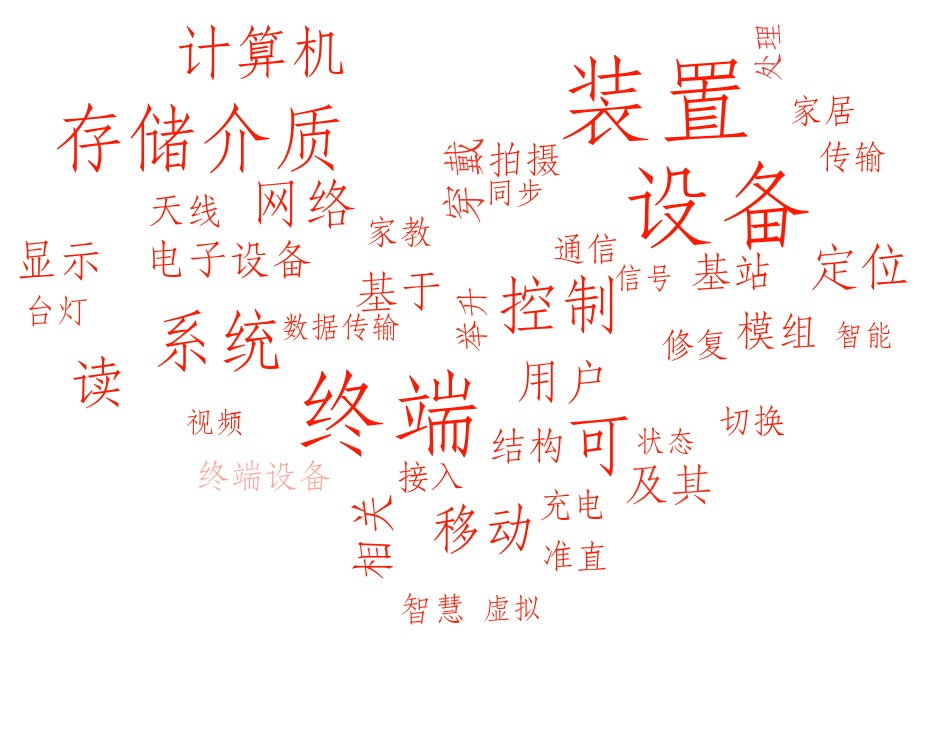 计算机
处理
装置
家居
存储介质
穿戴
拍摄
传输
同步
设备
天线
网络
家教
通信
显示
电子设备
信号
基站
定位
基于
台灯
举升
控制
系统
数据传输
修复
模组
智能
读
用户
终端
视频
可
切换
结构
状态
终端设备
接入
及其
相关
移动
充电
准直
智慧
虚拟